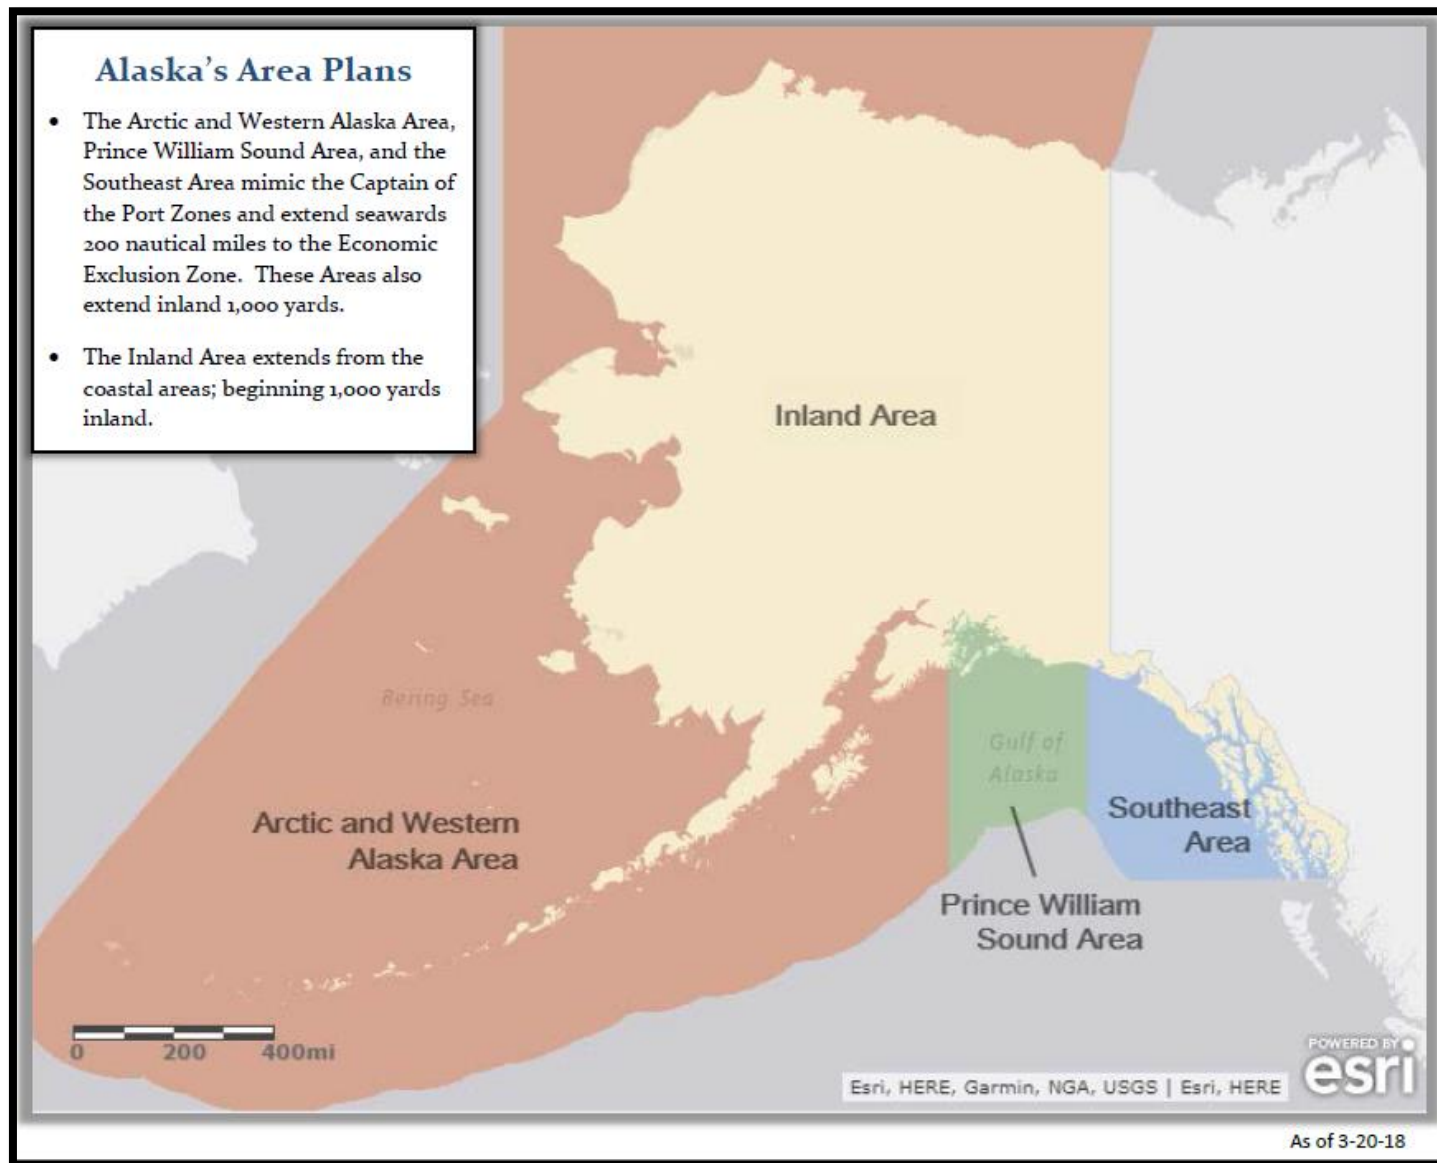 Alaska's Area Plans
• The Arctic and Western Alaska Area,
Prince William Sound Area, and the
Southeast Area mimic the Captain of
the Port Zones and extend seawards
200 nautical miles to the Economic
Exclusion Zone.  These Areas also
extend inland 1,000 yards.
• The Inland Area extends from the
coastal areas; beginning 1,000 yards
inland.
Inland Area
Bering Sea
Gulf of
Alaska
Arctic and Western
Alaska Area
Southeast
Area
Prince William
Sound Area
0 200 400mi
POWERED BY
esri
Esri, HERE, Garmin, NGA, USGS | Esri, HERE
As of 3-20-18